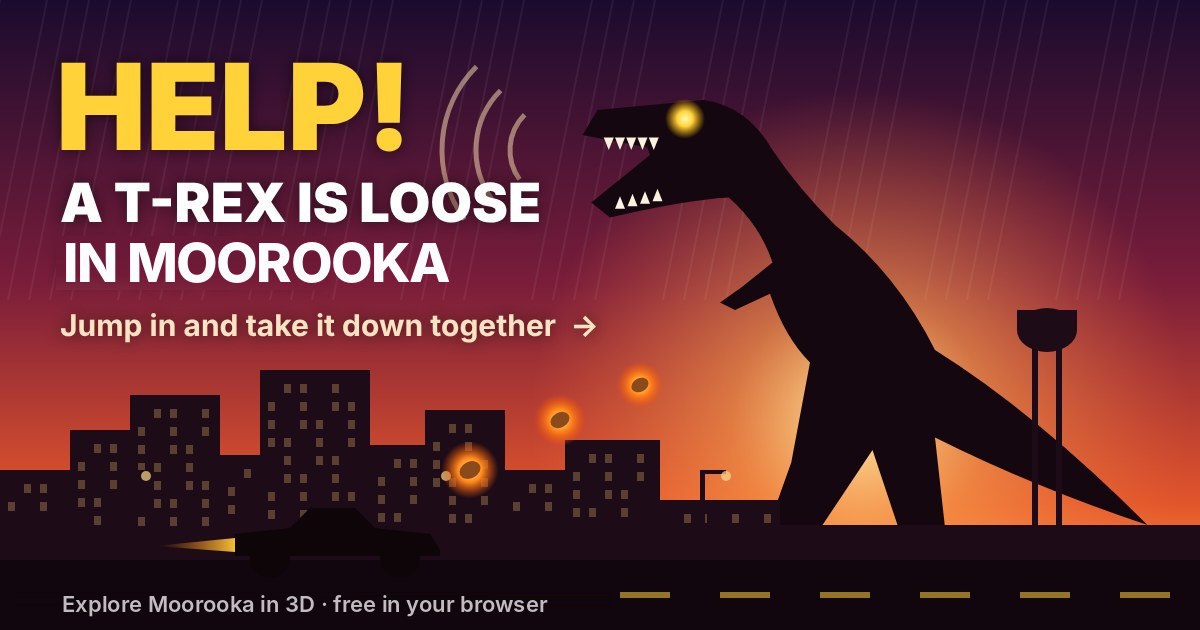 HELP!
A T-REX IS LOOSE
IN MOOROOKA
Jump in and take it down together →
Explore Moorooka in 3D · free in your browser